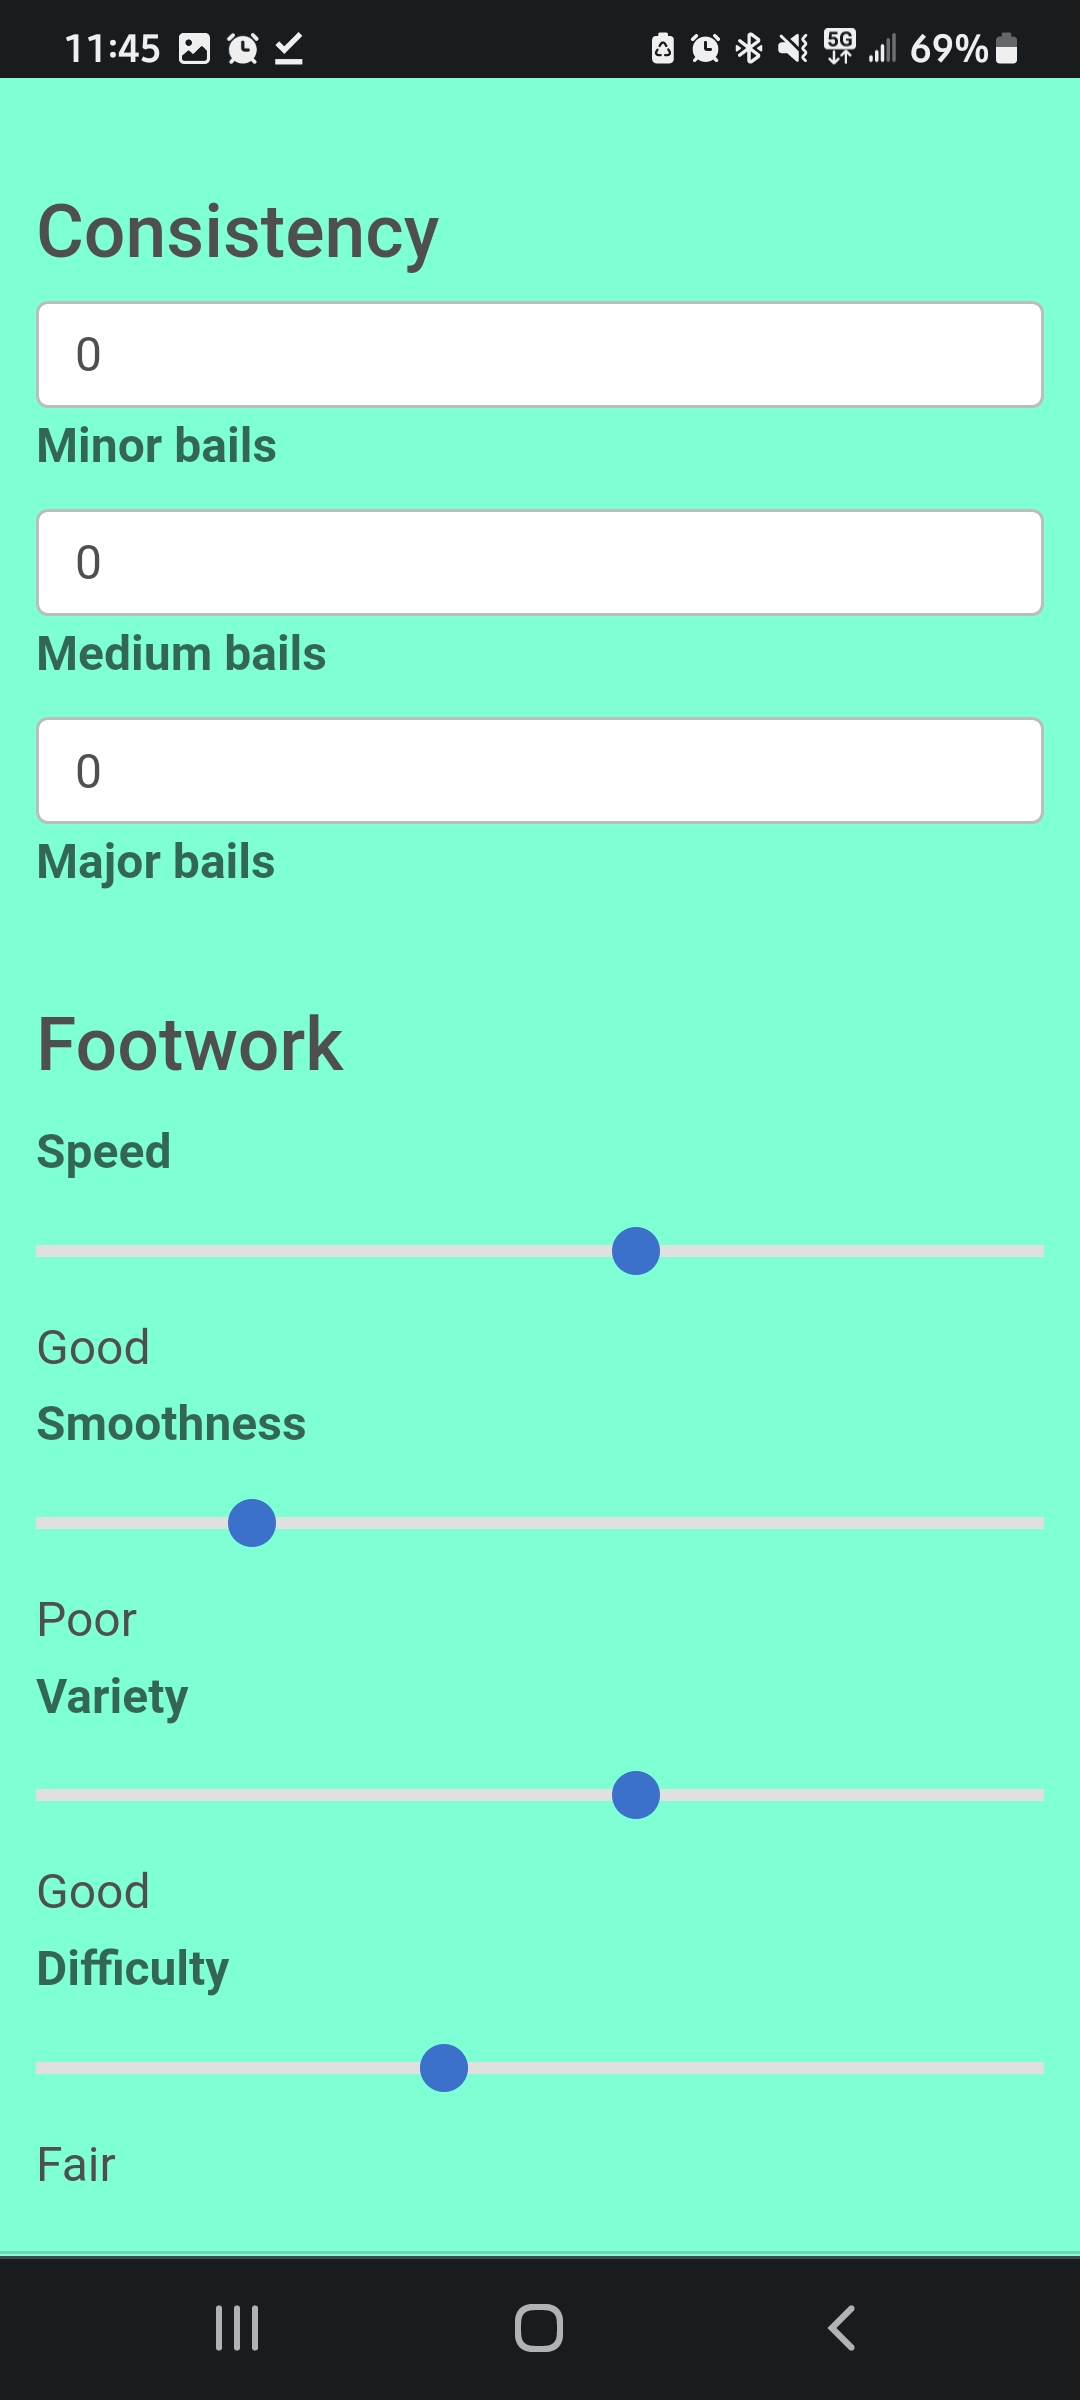 11:45 5G 69%
Consistency
0
Minor bails
0
Medium bails
0
Major bails
Footwork
Speed
Good
Smoothness
Poor
Variety
Good
Difficulty
Fair